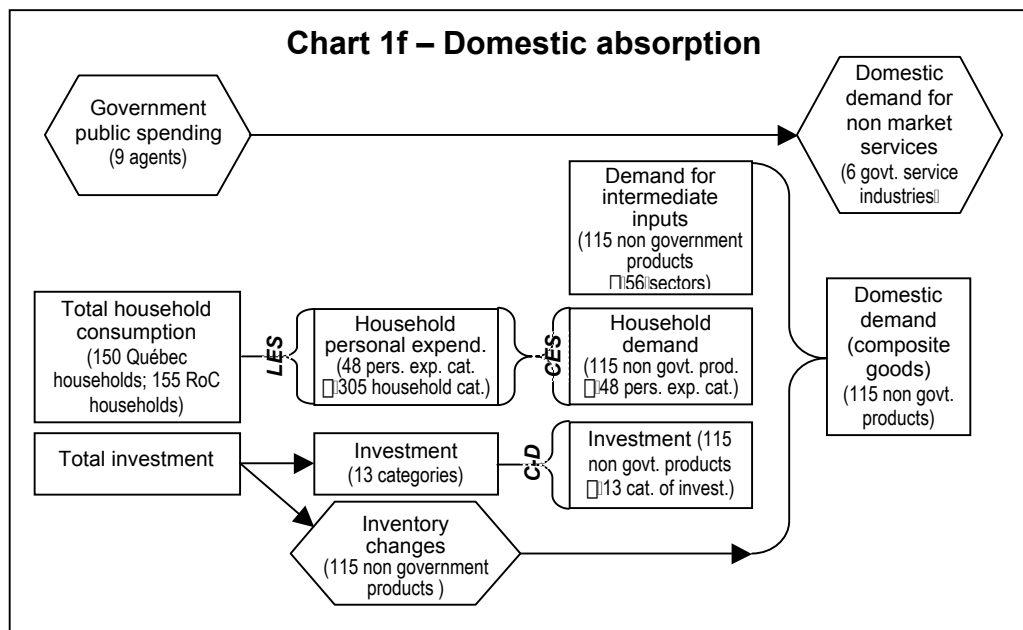 Chart 1f – Domestic absorption
Government
public spending
(9 agents)
Domestic
demand for
non market
services
(6 govt. service
industries
Demand for
intermediate
inputs
(115 non government
products
56 sectors)
Total household
consumption
(150 Québec
households; 155 RoC
households)
LES
Household
personal expend.
(48 pers. exp. cat.
305 household cat.)
CES
Household
demand
(115 non govt. prod.
48 pers. exp. cat.)
Domestic
demand
(composite
goods)
(115 non govt.
products)
Total investment
Investment
(13 categories)
C-D
Investment (115
non govt. products
13 cat. of invest.)
Inventory
changes
(115 non government
products )